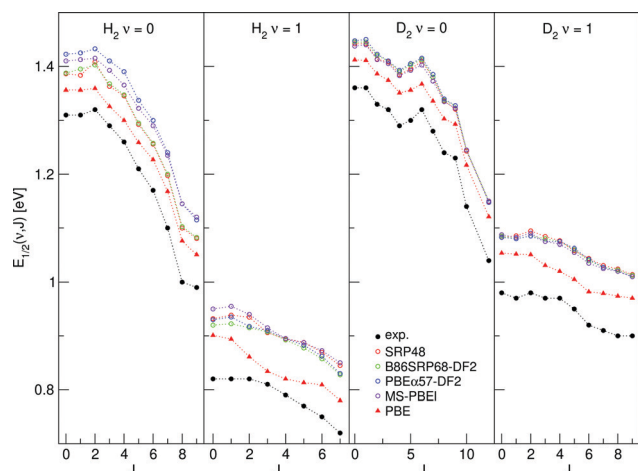 H2 ν = 0
H2 ν = 1
D2 ν = 0
D2 ν = 1
E1/2(ν,J) [eV]
1.4
1.2
1
0.8
exp.
SRP48
B86SRP68-DF2
PBEα57-DF2
MS-PBEl
PBE
0 2 4 6 8 0 2 4 6 0 5 10 0 2 4 6 8